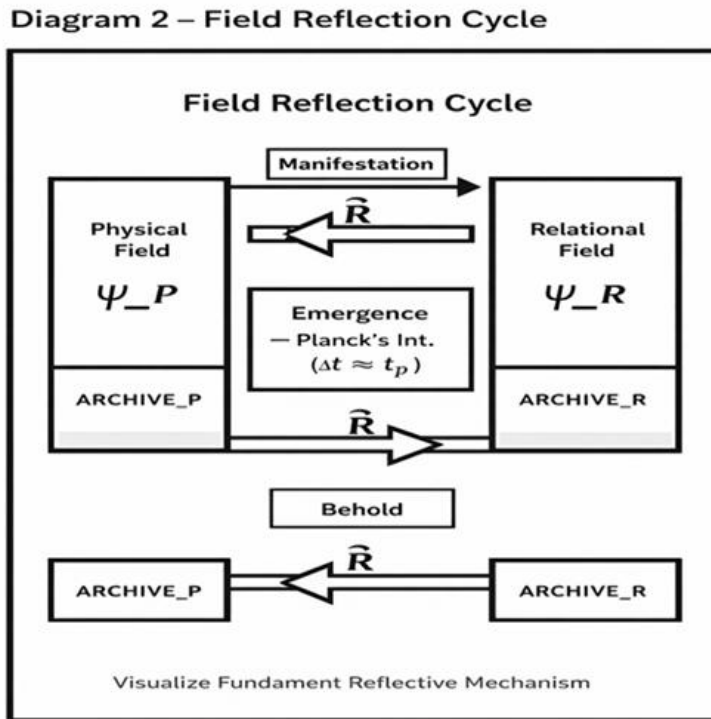 Diagram 2 – Field Reflection Cycle
Field Reflection Cycle
Manifestation
R̂
Physical
Field
Ψ_P
Relational
Field
Ψ_R
Emergence
— Planck's Int.
(Δt ≈ tₚ)
ARCHIVE_P
ARCHIVE_R
R̂
Behold
R̂
ARCHIVE_P
ARCHIVE_R
Visualize Fundament Reflective Mechanism